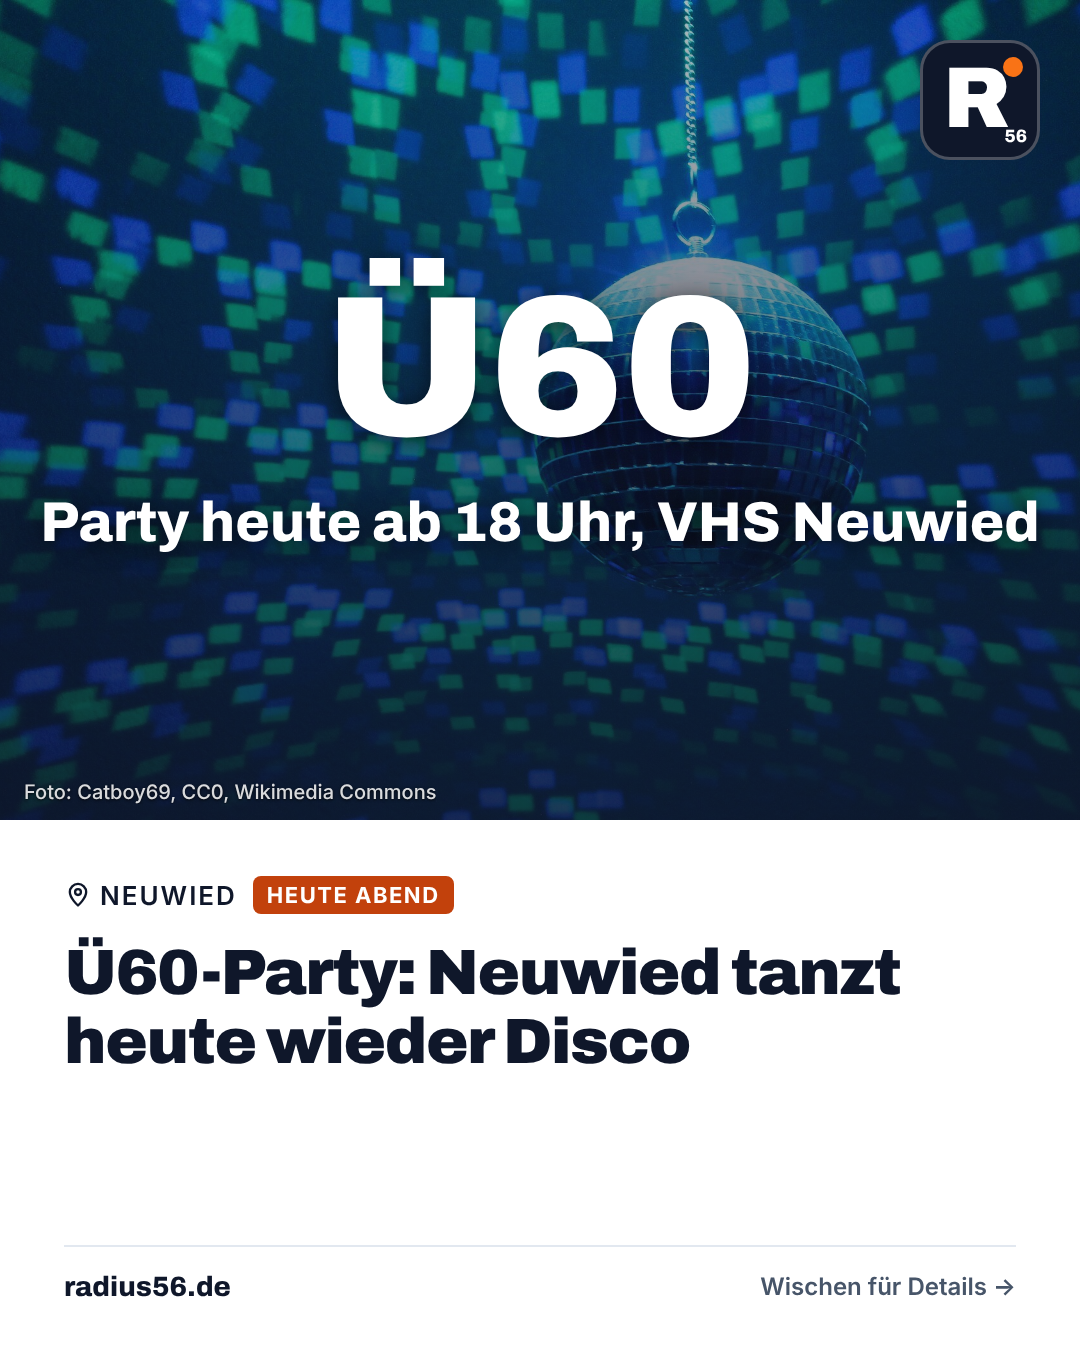 R
56
Ü60
Party heute ab 18 Uhr, VHS Neuwied
Foto: Catboy69, CC0, Wikimedia Commons
NEUWIED
HEUTE ABEND
Ü60-Party: Neuwied tanzt
heute wieder Disco
radius56.de
Wischen für Details →